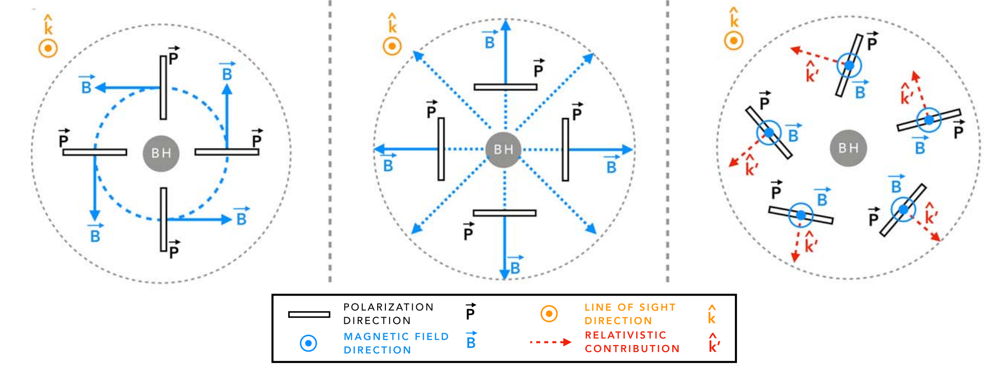 k̂
P⃗
B⃗
B⃗
P⃗
P⃗
BH
B⃗
B⃗
P⃗
k̂
B⃗
P⃗
P⃗
P⃗
BH
B⃗
B⃗
P⃗
B⃗
k̂
P⃗
k̂′
B⃗
k̂′
P⃗
B⃗
P⃗
B⃗
BH
k̂′
P⃗
B⃗
B⃗
P⃗
k̂′
k̂′
POLARIZATION
DIRECTION
P⃗
MAGNETIC FIELD
DIRECTION
B⃗
LINE OF SIGHT
DIRECTION
k̂
RELATIVISTIC
CONTRIBUTION
k̂′